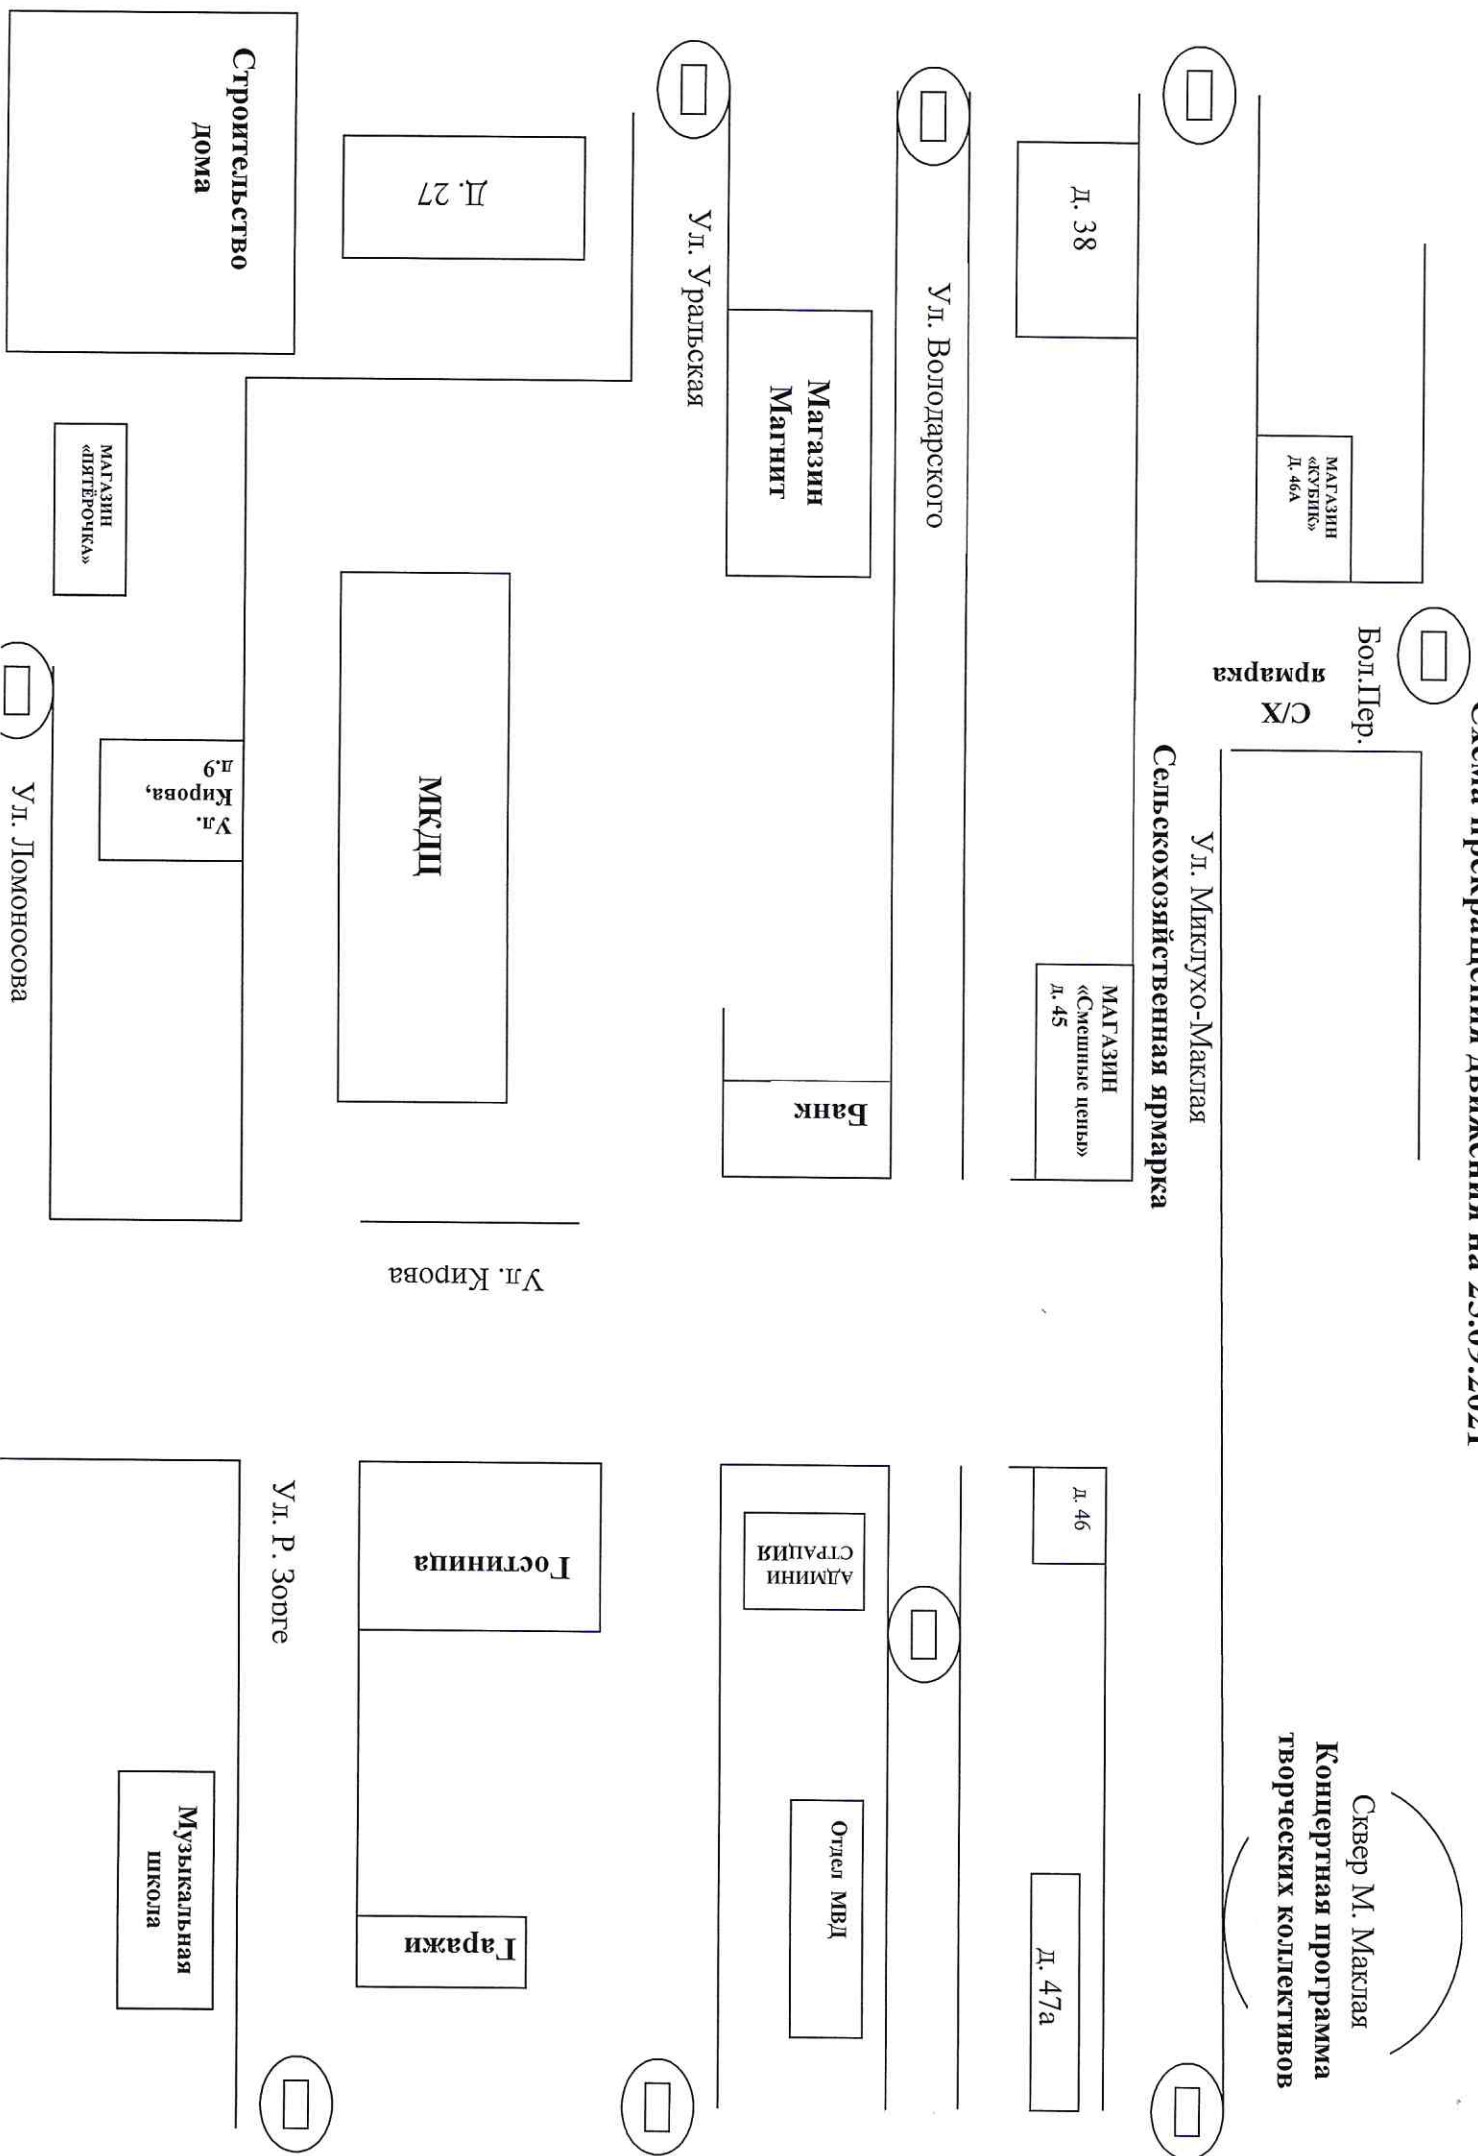 Схема прекращения движения на 25.09.2021
Сквер М. Маклая
Концертная программа
творческих коллективов
Бол.Пер.
С/Х
ярмарка
МАГАЗИН
«КУБИК»
Д. 46А
Ул. Миклухо-Маклая
Сельскохозяйственная ярмарка
д. 38
МАГАЗИН
«Смешные цены»
д. 45
д. 46
Д. 47а
Ул. Володарского
Магазин
Магнит
Банк
АДМИНИ
СТРАЦИЯ
Отдел МВД
Ул. Уральская
Д. 27
МКДЦ
Ул. Кирова
Гостиница
Гаражи
Строительство
дома
Ул. Р. Зорге
МАГАЗИН
«ПЯТЁРОЧКА»
Ул.
Кирова,
д.9
Музыкальная
школа
Ул. Ломоносова